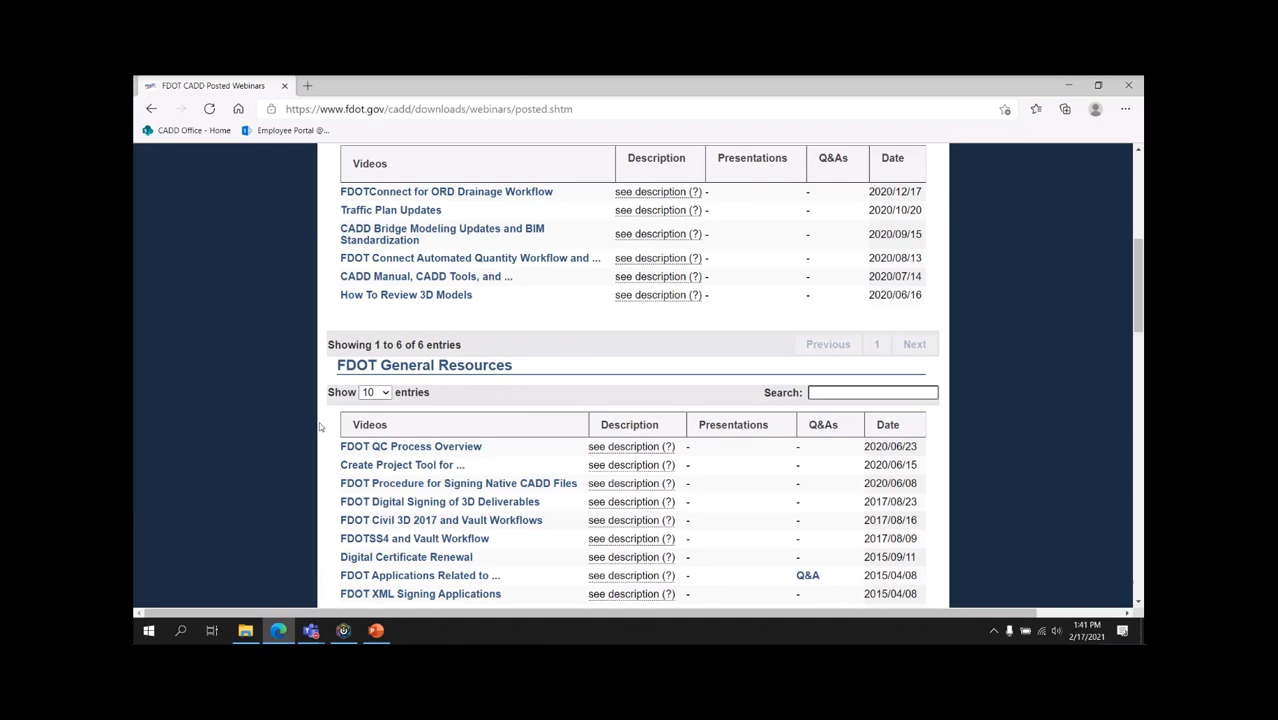 FDOT CADD Posted Webinars
https://www.fdot.gov/cadd/downloads/webinars/posted.shtm
CADD Office - Home Employee Portal @...
Videos Description Presentations Q&As Date
FDOTConnect for ORD Drainage Workflow see description (?) - - 2020/12/17
Traffic Plan Updates see description (?) - - 2020/10/20
CADD Bridge Modeling Updates and BIM
Standardization see description (?) - - 2020/09/15
FDOT Connect Automated Quantity Workflow and ... see description (?) - - 2020/08/13
CADD Manual, CADD Tools, and ... see description (?) - - 2020/07/14
How To Review 3D Models see description (?) - - 2020/06/16
Showing 1 to 6 of 6 entries Previous 1 Next
FDOT General Resources
Show 10 entries Search:
Videos Description Presentations Q&As Date
FDOT QC Process Overview see description (?) - - 2020/06/23
Create Project Tool for ... see description (?) - - 2020/06/15
FDOT Procedure for Signing Native CADD Files see description (?) - - 2020/06/08
FDOT Digital Signing of 3D Deliverables see description (?) - - 2017/08/23
FDOT Civil 3D 2017 and Vault Workflows see description (?) - - 2017/08/16
FDOTSS4 and Vault Workflow see description (?) - - 2017/08/09
Digital Certificate Renewal see description (?) - - 2015/09/11
FDOT Applications Related to ... see description (?) - Q&A 2015/04/08
FDOT XML Signing Applications see description (?) - - 2015/04/08
1:41 PM
2/17/2021